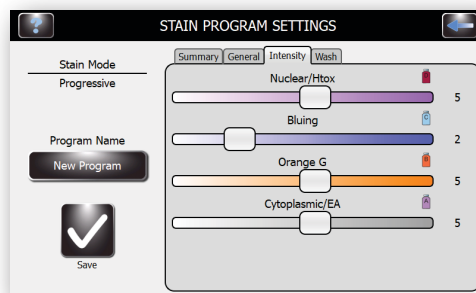 STAIN PROGRAM SETTINGS
Stain Mode
Progressive
Program Name
New Program
Save
Summary General Intensity Wash
Nuclear/Htox
5
Bluing
2
Orange G
5
Cytoplasmic/EA
5